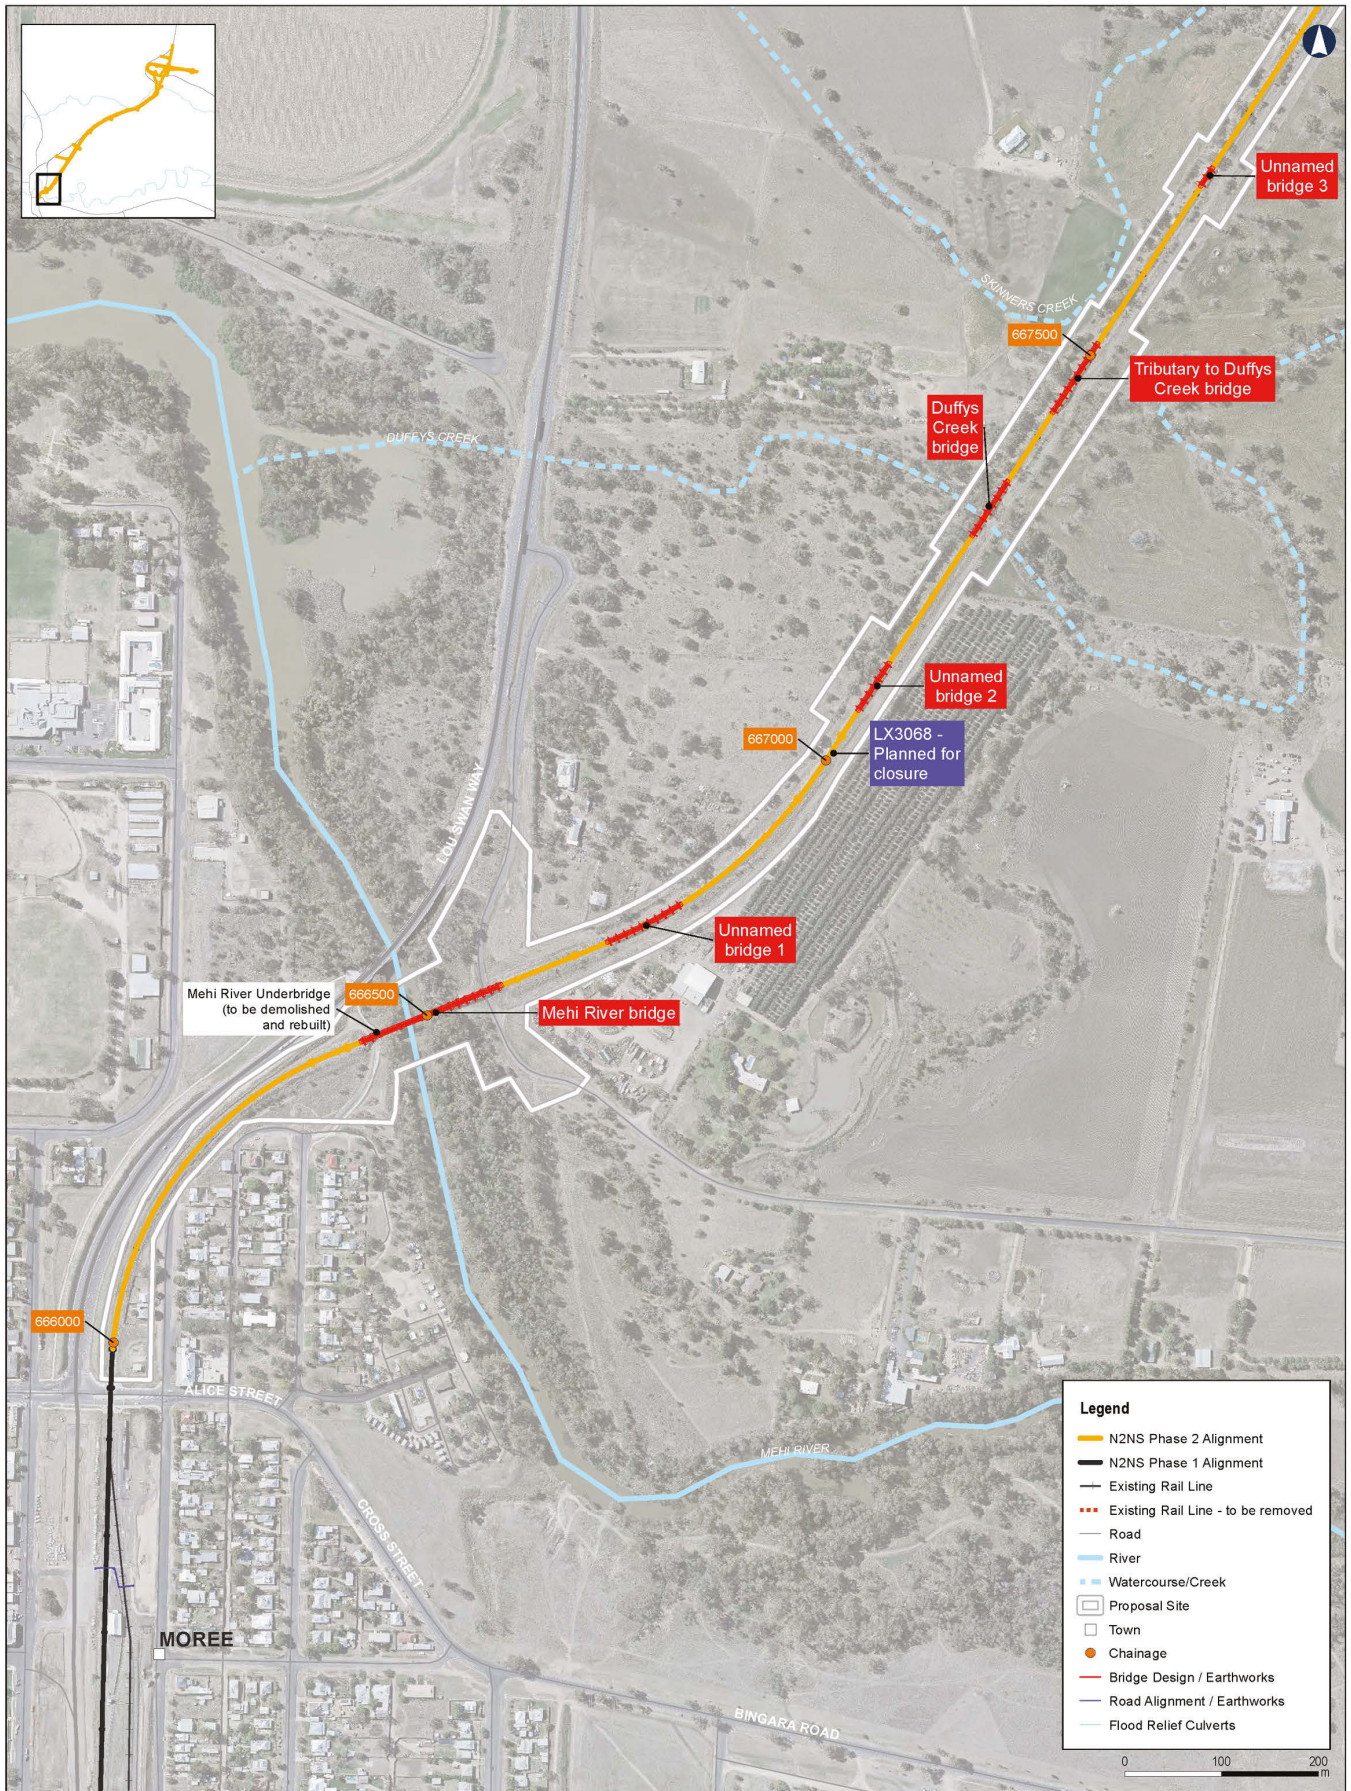 Unnamed
bridge 3
SKINNERS CREEK
667500
Tributary to Duffys
Creek bridge
Duffys
Creek
bridge
DUFFYS CREEK
Unnamed
bridge 2
667000
LX3068 -
Planned for
closure
LOU SWAN WAY
Unnamed
bridge 1
Mehi River Underbridge
(to be demolished
and rebuilt)
666500
Mehi River bridge
666000
ALICE STREET
MEHI RIVER
CROSS STREET
MOREE
BINGARA ROAD
Legend
N2NS Phase 2 Alignment
N2NS Phase 1 Alignment
Existing Rail Line
Existing Rail Line - to be removed
Road
River
Watercourse/Creek
Proposal Site
Town
Chainage
Bridge Design / Earthworks
Road Alignment / Earthworks
Flood Relief Culverts
0 100 200
m